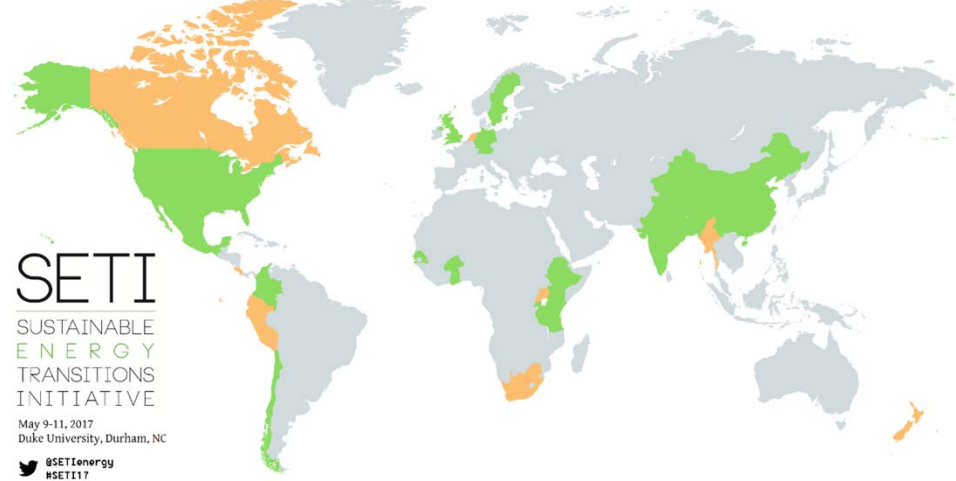 SETI
SUSTAINABLE
ENERGY
TRANSITIONS
INITIATIVE
May 9-11, 2017
Duke University, Durham, NC
@SETIenergy
#SETI17